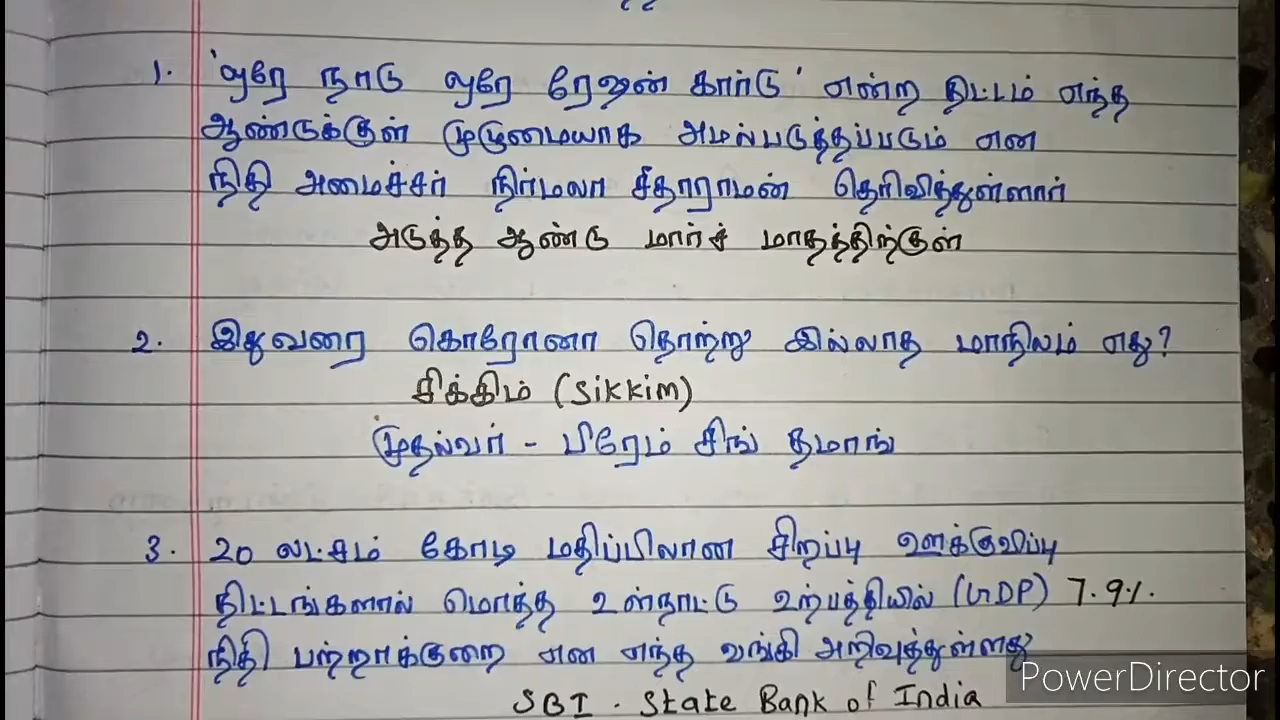 1. 'ஒரே நாடு ஒரே ரேஷன் கார்டு' என்ற திட்டம் எந்த
ஆண்டுக்குள் முழுமையாக அமல்படுத்தப்படும் என
நிதி அமைச்சர் நிர்மலா சீதாராமன் தெரிவித்துள்ளார்
அடுத்த ஆண்டு மார்ச் மாதத்திற்குள்
2. இதுவரை கொரோனா தொற்று இல்லாத மாநிலம் எது?
சிக்கிம் (Sikkim)
முதல்வர் - பிரேம் சிங் தமாங்
3. 20 லட்சம் கோடி மதிப்பிலான சிறப்பு ஊக்குவிப்பு
திட்டங்களால் மொத்த உள்நாட்டு உற்பத்தியில் (GDP) 7.9%.
நிதி பற்றாக்குறை என எந்த வங்கி அறிவுத்துள்ளது
SBI . State Bank of India
PowerDirector